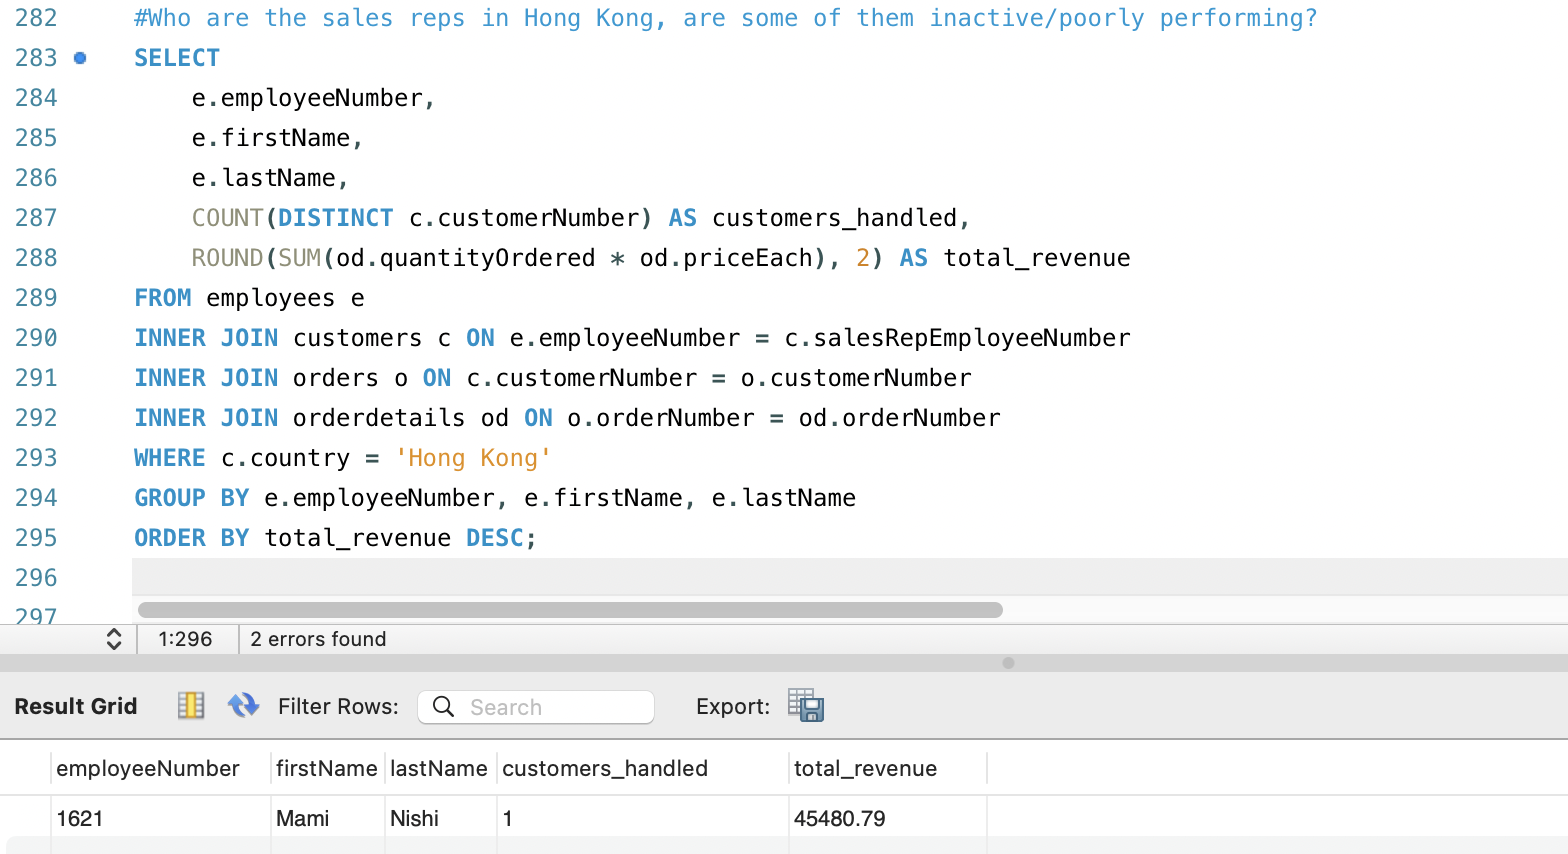 282 #Who are the sales reps in Hong Kong, are some of them inactive/poorly performing?
283 SELECT
284 e.employeeNumber,
285 e.firstName,
286 e.lastName,
287 COUNT(DISTINCT c.customerNumber) AS customers_handled,
288 ROUND(SUM(od.quantityOrdered * od.priceEach), 2) AS total_revenue
289 FROM employees e
290 INNER JOIN customers c ON e.employeeNumber = c.salesRepEmployeeNumber
291 INNER JOIN orders o ON c.customerNumber = o.customerNumber
292 INNER JOIN orderdetails od ON o.orderNumber = od.orderNumber
293 WHERE c.country = 'Hong Kong'
294 GROUP BY e.employeeNumber, e.firstName, e.lastName
295 ORDER BY total_revenue DESC;
296
297
1:296 2 errors found
Result Grid Filter Rows: Search Export:
employeeNumber firstName lastName customers_handled total_revenue
1621 Mami Nishi 1 45480.79